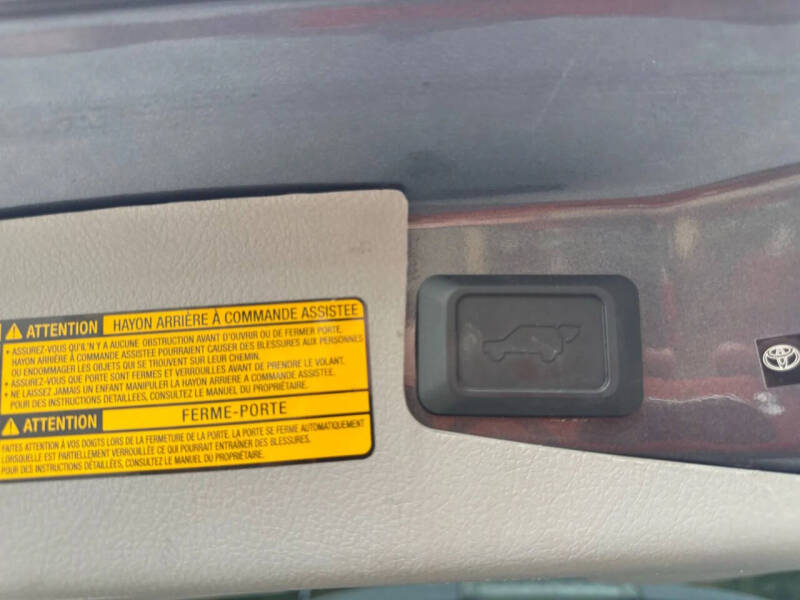 ATTENTION HAYON ARRIÈRE À COMMANDE ASSISTEE
• ASSUREZ-VOUS QU'IL'N Y A AUCUNE OBSTRUCTION AVANT D'OUVRIR OU DE FERMER PORTE.
HAYON ARRIÈRE À COMMANDE ASSISTEE POURRAIENT CAUSER DES BLESSURES AUX PERSONNES
OU ENDOMMAGER LES OBJETS QUI SE TROUVENT SUR LEUR CHEMIN.
• ASSUREZ-VOUS QUE PORTE SONT FERMES ET VERROUILLES AVANT DE PRENDRE LE VOLANT.
• NE LAISSEZ JAMAIS UN ENFANT MANIPULER LA HAYON ARRIERE A COMMANDE ASSISTEE.
POUR DES INSTRUCTIONS DETAILLEES, CONSULTEZ LE MANUEL DU PROPRIÉTAIRE.
ATTENTION FERME-PORTE
FAITES ATTENTION À VOS DOIGTS LORS DE LA FERMETURE DE LA PORTE. LA PORTE SE FERME AUTOMATIQUEMENT
LORSQUELLE EST PARTIELLEMENT VERROUILLÉE CE QUI POURRAIT ENTRAÎNER DES BLESSURES.
POUR DES INSTRUCTIONS DÉTAILLÉES, CONSULTEZ LE MANUEL DU PROPRIÉTAIRE.